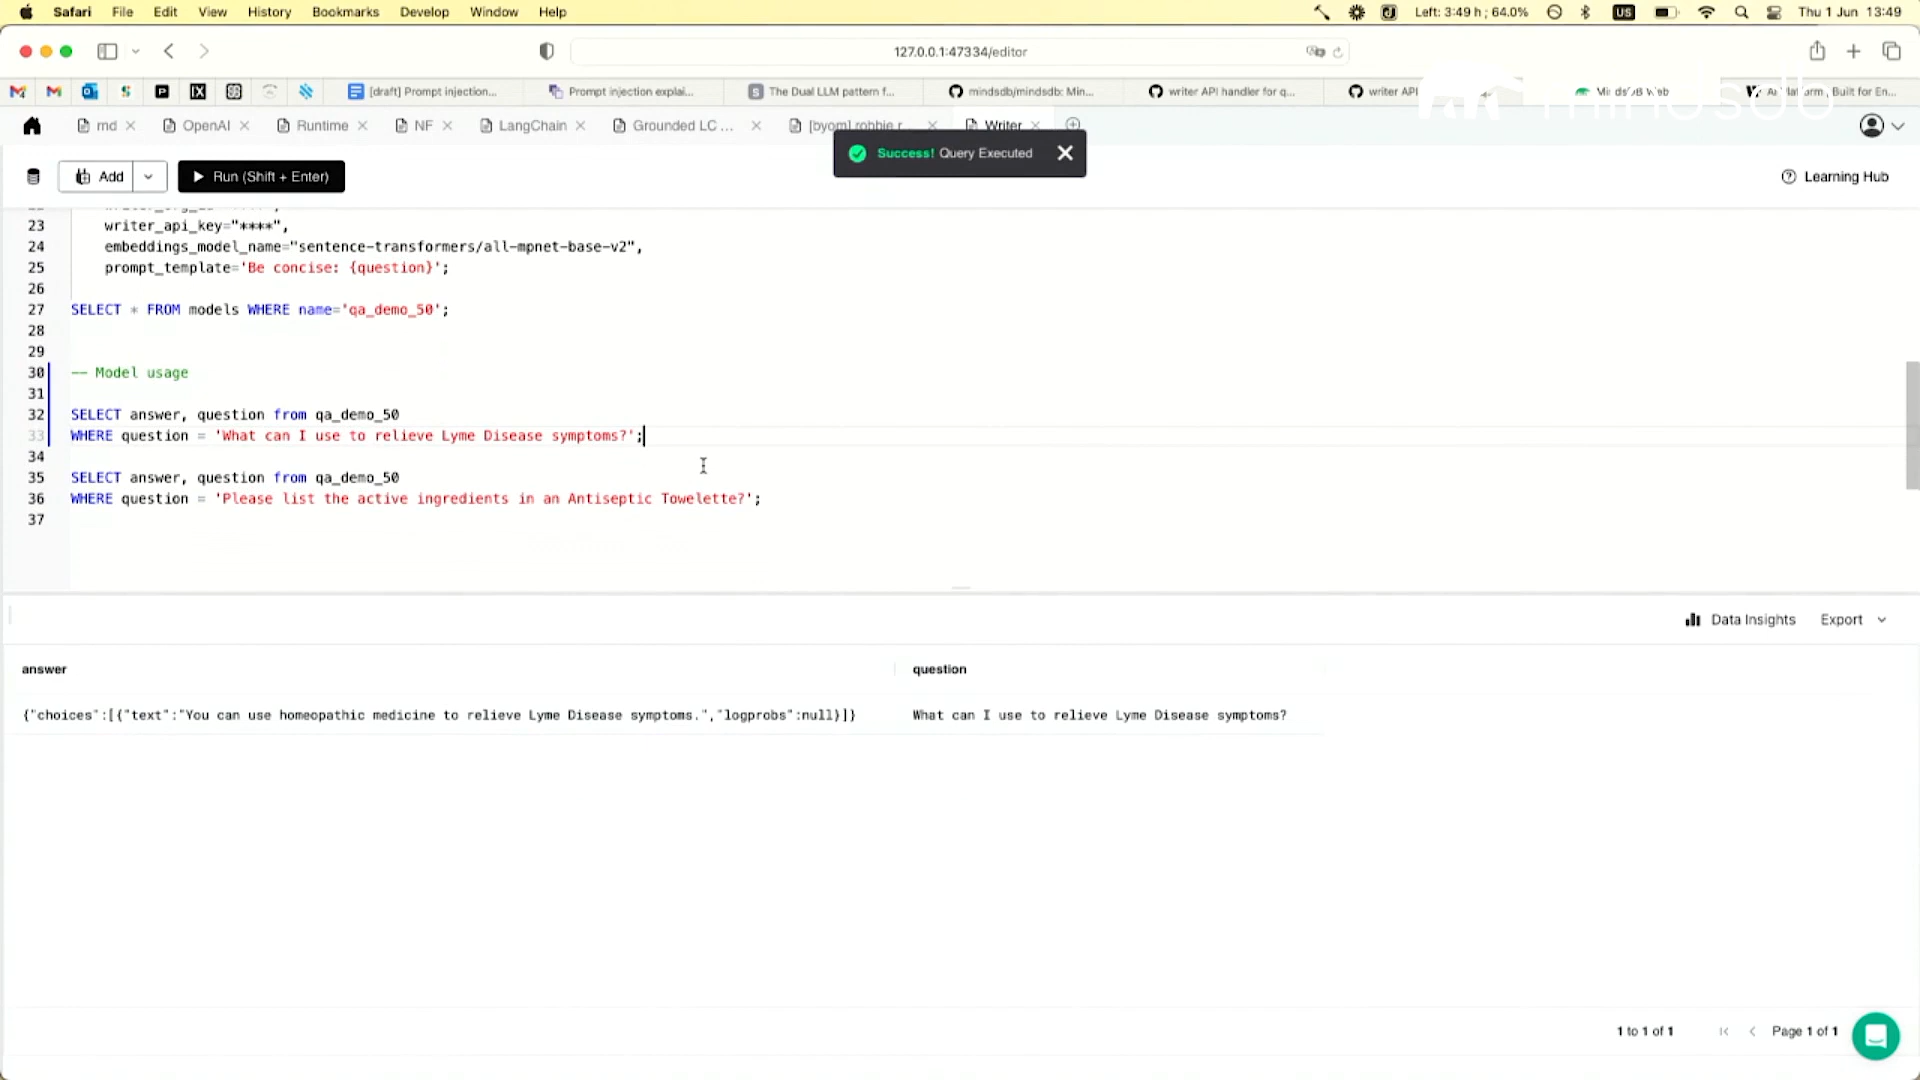 Safari File Edit View History Bookmarks Develop Window Help Left: 3:49 h ; 64.0% US Thu 1 Jun 13:49
127.0.0.1:47334/editor
[draft] Prompt injection... Prompt injection explai... The Dual LLM pattern f... mindsdb/mindsdb: Min... writer API handler for q... writer API
rnd OpenAI Runtime NF LangChain Grounded LC ... [byom] robbie r... Writer
Success! Query Executed
Add Run (Shift + Enter) Learning Hub
23 writer_api_key="****",
24 embeddings_model_name="sentence-transformers/all-mpnet-base-v2",
25 prompt_template='Be concise: {question}';
26
27 SELECT * FROM models WHERE name='qa_demo_50';
28
29
30 -- Model usage
31
32 SELECT answer, question from qa_demo_50
33 WHERE question = 'What can I use to relieve Lyme Disease symptoms?';
34
35 SELECT answer, question from qa_demo_50
36 WHERE question = 'Please list the active ingredients in an Antiseptic Towelette?';
37
Data Insights Export
answer question
{"choices":[{"text":"You can use homeopathic medicine to relieve Lyme Disease symptoms.","logprobs":null}]} What can I use to relieve Lyme Disease symptoms?
1 to 1 of 1 Page 1 of 1